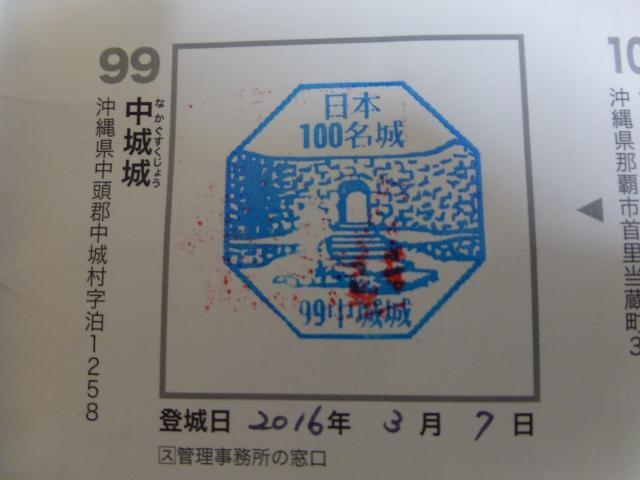 99
中城城
なかぐすくじょう
沖縄県中頭郡中城村字泊1258
日本
100名城
99中城城
登城日 2016年 3月 7日
ス管理事務所の窓口
10
沖縄県那覇市首里当蔵町3